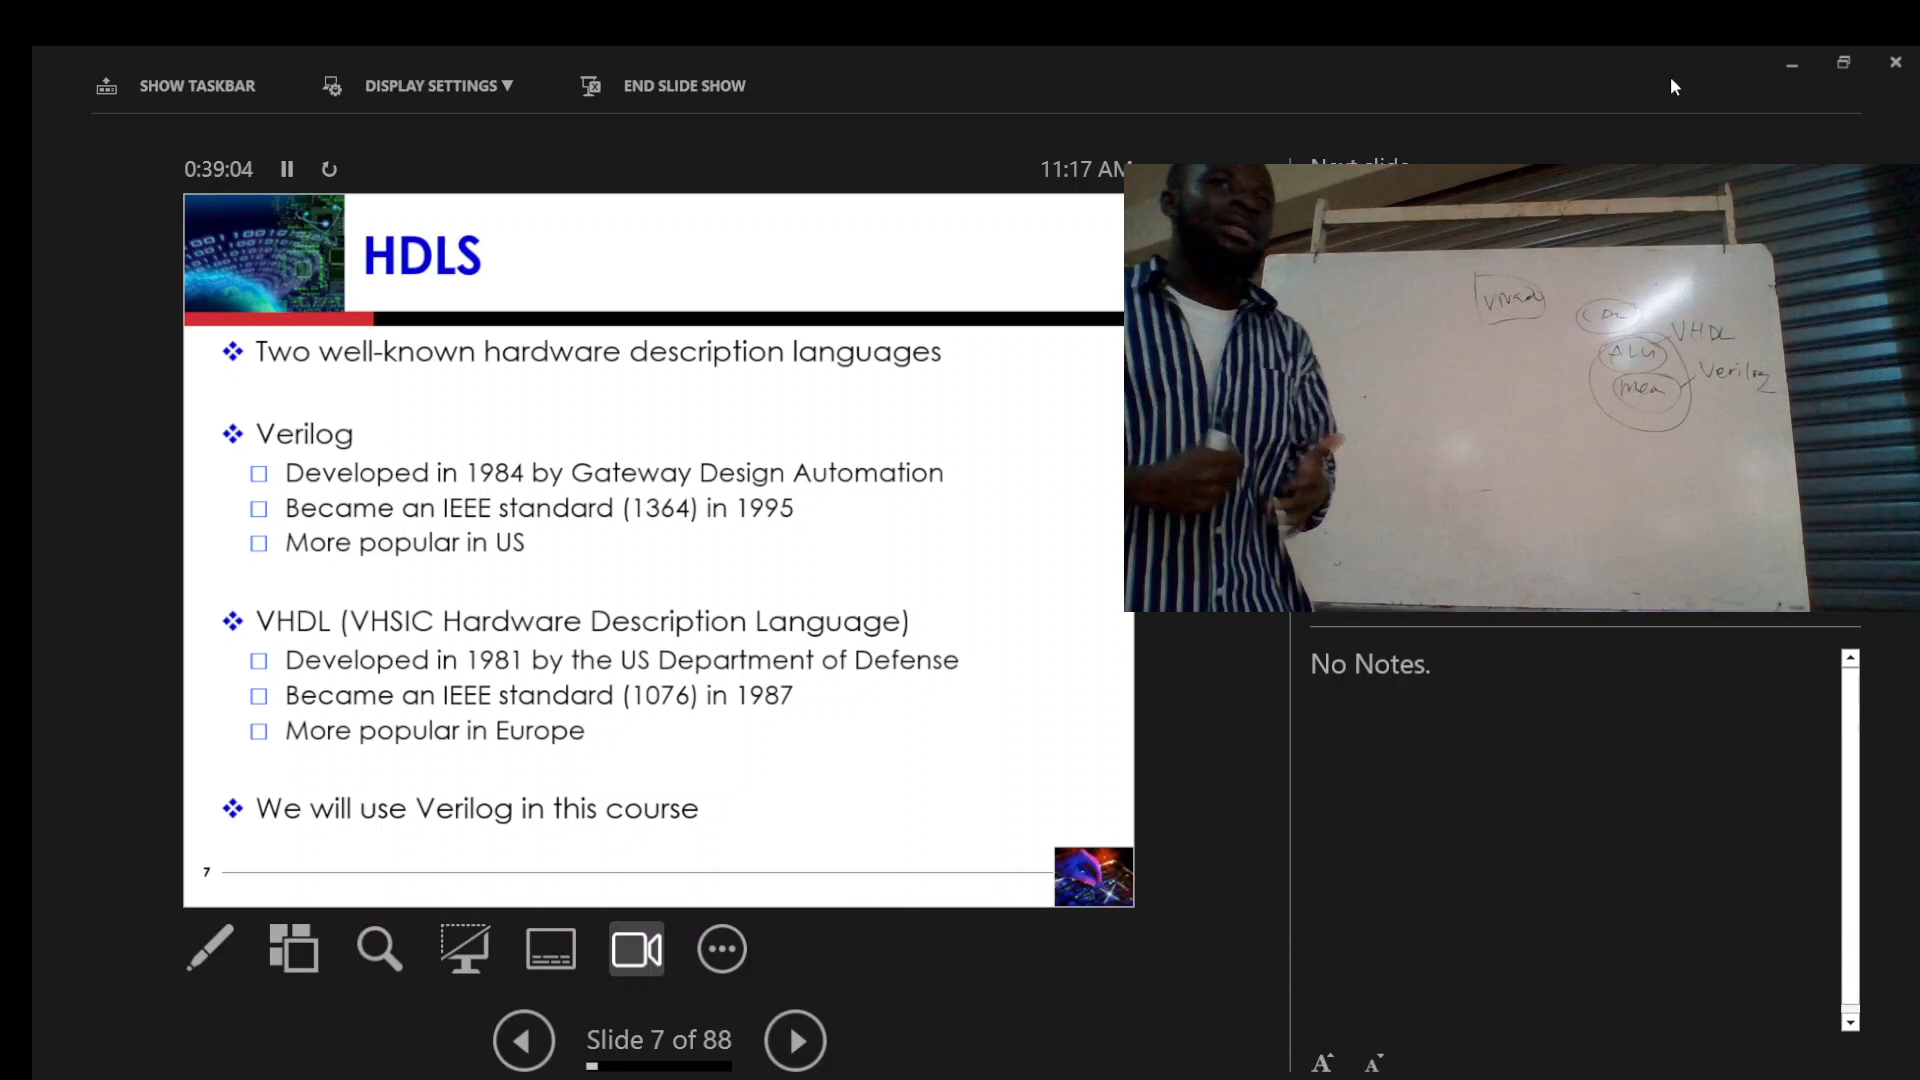 SHOW TASKBAR DISPLAY SETTINGS ▼ END SLIDE SHOW
0:39:04 11:17 AM
Next slide
HDLS
Two well-known hardware description languages
Verilog
Developed in 1984 by Gateway Design Automation
Became an IEEE standard (1364) in 1995
More popular in US
VHDL (VHSIC Hardware Description Language)
Developed in 1981 by the US Department of Defense
Became an IEEE standard (1076) in 1987
More popular in Europe
We will use Verilog in this course
7
VHDL
ALU
Verilog
No Notes.
Slide 7 of 88
A A